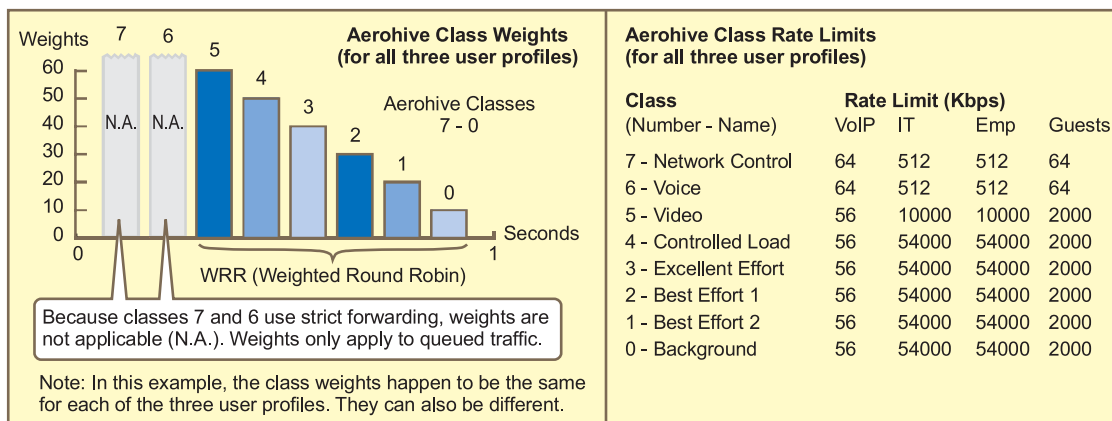 Weights
7
6
5
4
3
2
1
0
Aerohive Class Weights
(for all three user profiles)
Aerohive Classes
7 - 0
60
50
40
30
20
10
0
N.A.
N.A.
0
1
Seconds
WRR (Weighted Round Robin)
Because classes 7 and 6 use strict forwarding, weights are
not applicable (N.A.). Weights only apply to queued traffic.
Note: In this example, the class weights happen to be the same
for each of the three user profiles. They can also be different.
Aerohive Class Rate Limits
(for all three user profiles)
Class Rate Limit (Kbps)
(Number - Name) VoIP IT Emp Guests
7 - Network Control 64 512 512 64
6 - Voice 64 512 512 64
5 - Video 56 10000 10000 2000
4 - Controlled Load 56 54000 54000 2000
3 - Excellent Effort 56 54000 54000 2000
2 - Best Effort 1 56 54000 54000 2000
1 - Best Effort 2 56 54000 54000 2000
0 - Background 56 54000 54000 2000